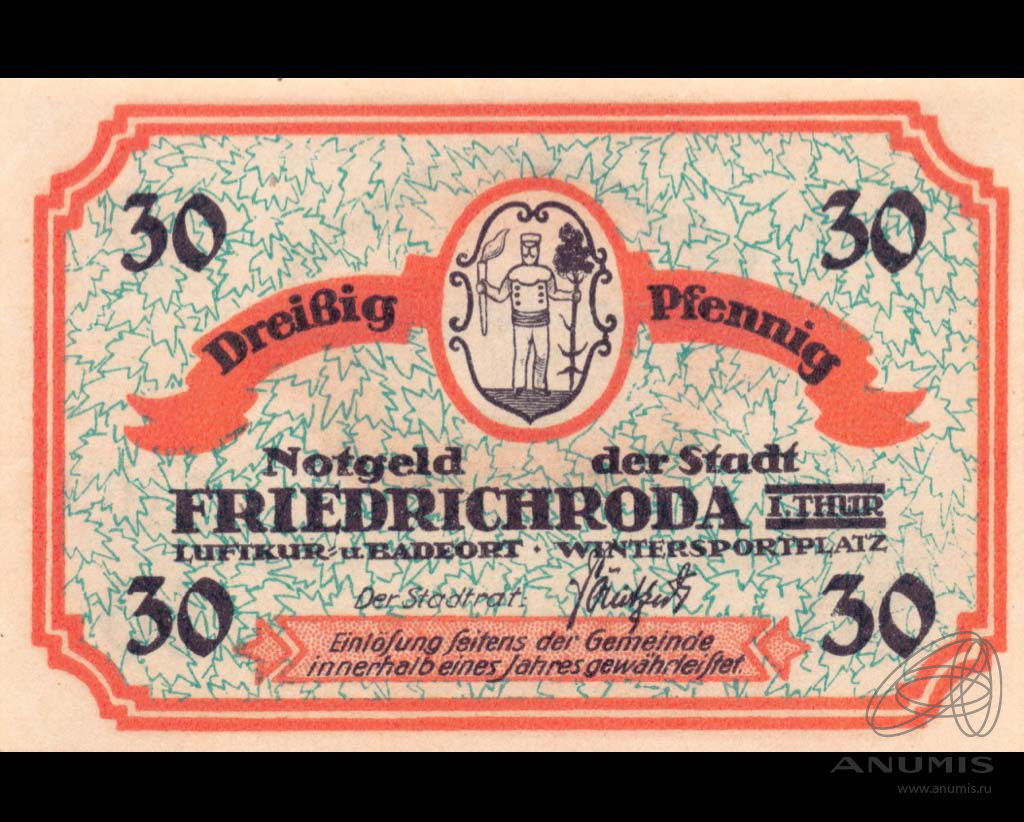 30
30
Dreißig Pfennig
Notgeld der Stadt
FRIEDRICHRODA I. THÜR
LUFTKUR- u. BADEORT · WINTERSPORTPLATZ
Der Stadtrat.
30
30
Einlösung seitens der Gemeinde
innerhalb eines Jahres gewährleistet
ANUMIS
www.anumis.ru